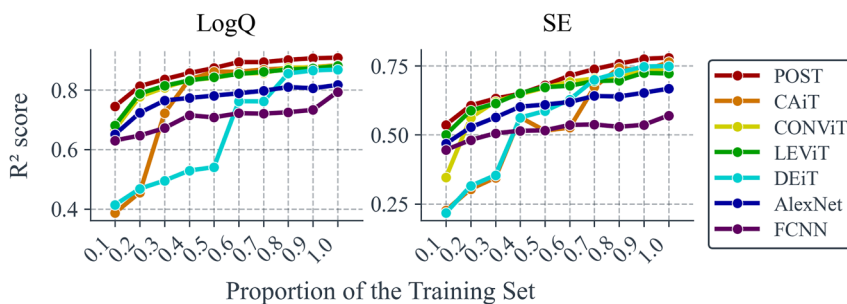 LogQ
SE
R² score
0.8
0.6
0.4
0.75
0.50
0.25
0.1
0.2
0.3
0.4
0.5
0.6
0.7
0.8
0.9
1.0
0.1
0.2
0.3
0.4
0.5
0.6
0.7
0.8
0.9
1.0
Proportion of the Training Set
POST
CAiT
CONViT
LEViT
DEiT
AlexNet
FCNN